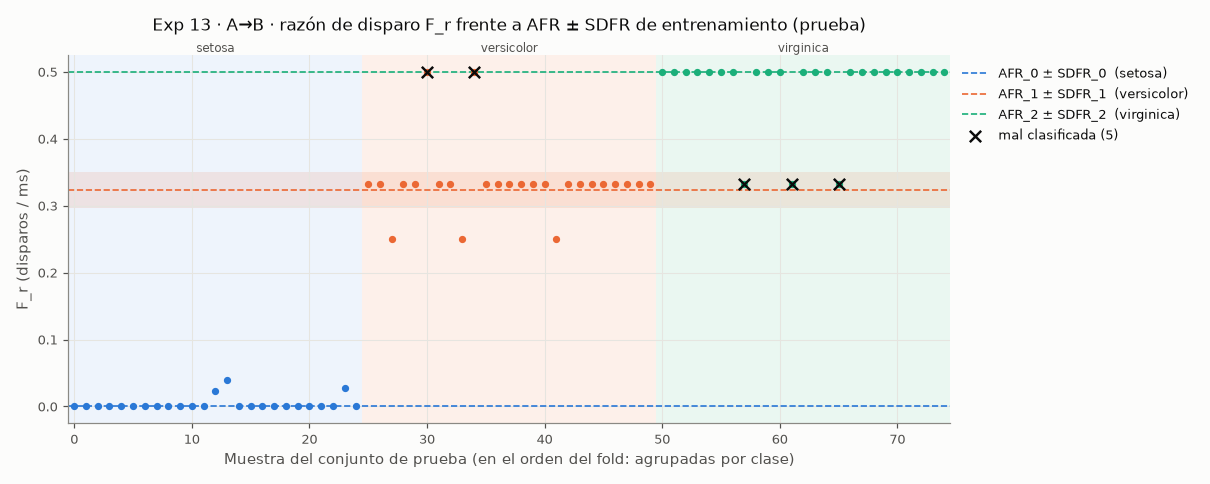 Exp 13 · A→B · razón de disparo F_r frente a AFR ± SDFR de entrenamiento (prueba)
setosa versicolor virginica
AFR_0 ± SDFR_0 (setosa)
AFR_1 ± SDFR_1 (versicolor)
AFR_2 ± SDFR_2 (virginica)
mal clasificada (5)
F_r (disparos / ms)
0.5
0.4
0.3
0.2
0.1
0.0
0 10 20 30 40 50 60 70
Muestra del conjunto de prueba (en el orden del fold: agrupadas por clase)